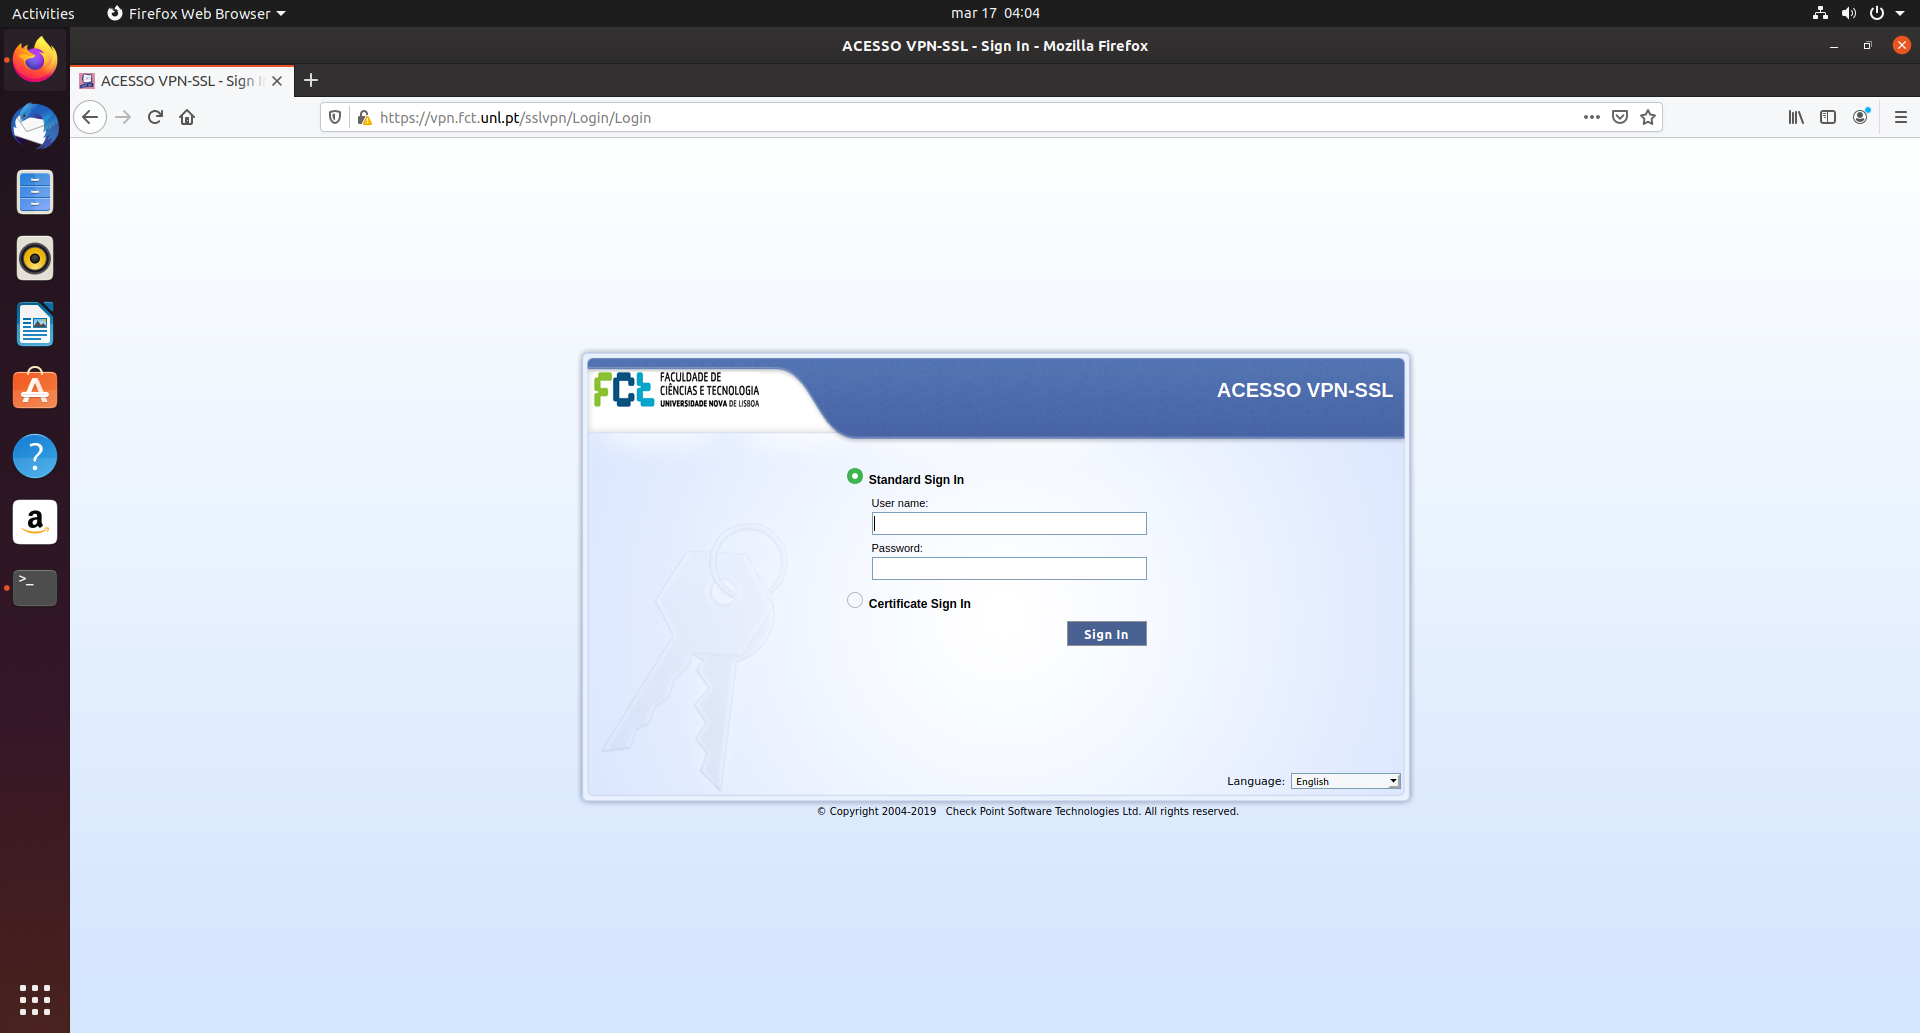 Activities
Firefox Web Browser
mar 17 04:04
ACESSO VPN-SSL - Sign In - Mozilla Firefox
ACESSO VPN-SSL - Sign I
https://vpn.fct.unl.pt/sslvpn/Login/Login
fct
FACULDADE DE
CIÊNCIAS E TECNOLOGIA
UNIVERSIDADE NOVA DE LISBOA
ACESSO VPN-SSL
Standard Sign In
User name:
Password:
Certificate Sign In
Sign In
Language: English
© Copyright 2004-2019 Check Point Software Technologies Ltd. All rights reserved.